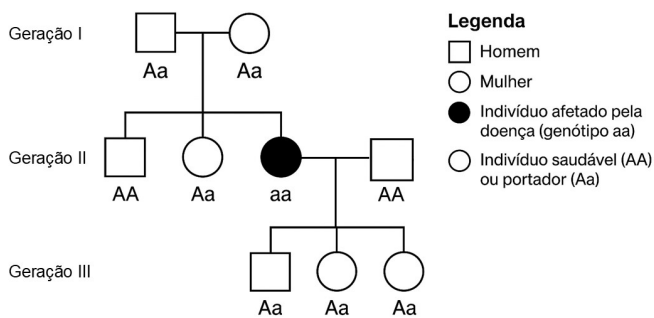 Geração I
Aa Aa
Geração II
AA Aa aa AA
Geração III
Aa Aa Aa
Legenda
Homem
Mulher
Indivíduo afetado pela
doença (genótipo aa)
Indivíduo saudável (AA)
ou portador (Aa)